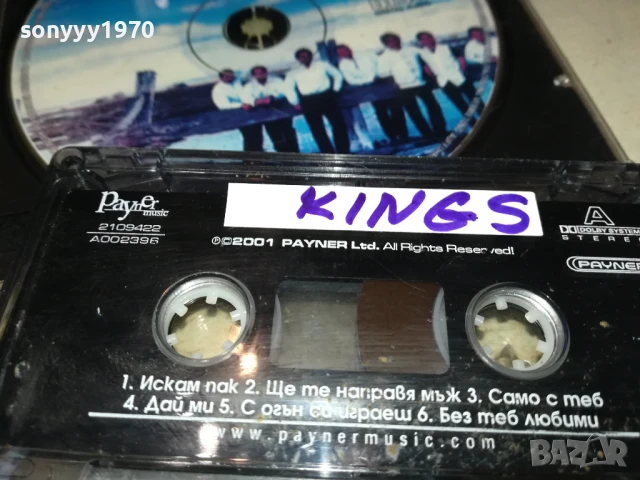 sonyyy1970
Payner
music
2109422
A002396
KINGS
℗©2001 PAYNER Ltd. All Rights Reserved!
A
DOLBY SYSTEM
STEREO
PAYNER
1. Искам пак 2. Ще те направя мъж 3. Само с теб
4. Дай ми 5. С огън си играеш 6. Без теб любими
www.paynermusic.com
BAZAR